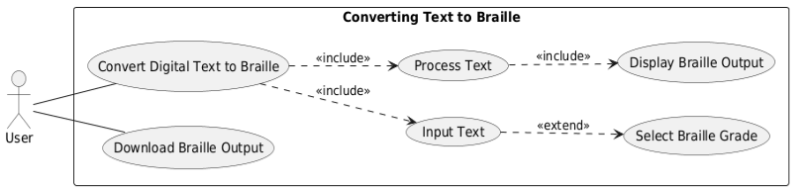 Converting Text to Braille
Convert Digital Text to Braille
«include»
Process Text
«include»
Display Braille Output
«include»
User
Input Text
«extend»
Select Braille Grade
Download Braille Output